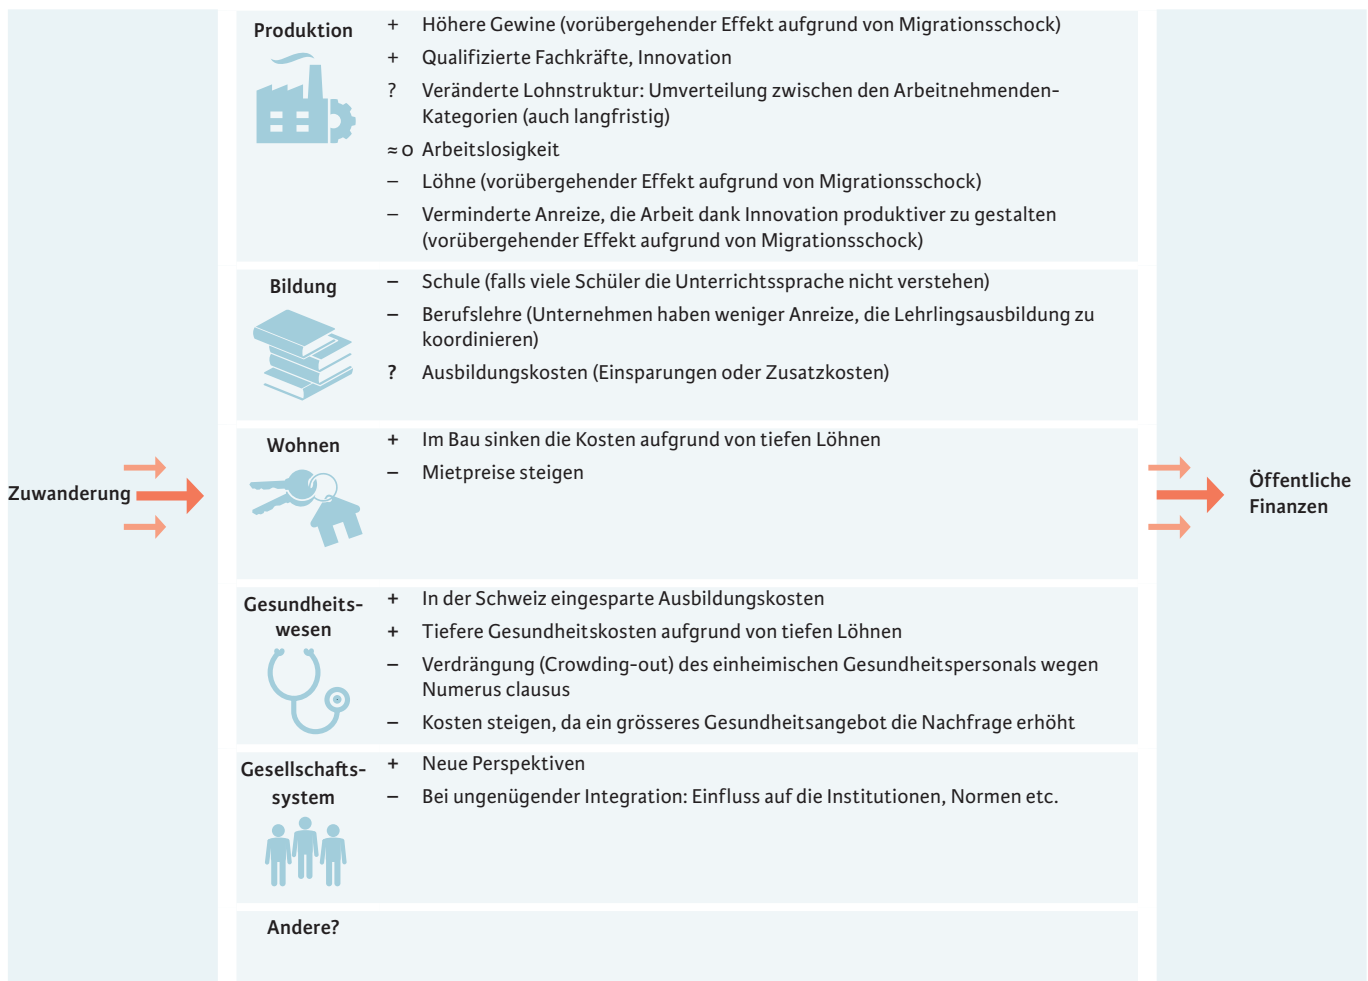 Zuwanderung
Produktion
+ Höhere Gewine (vorübergehender Effekt aufgrund von Migrationsschock)
+ Qualifizierte Fachkräfte, Innovation
? Veränderte Lohnstruktur: Umverteilung zwischen den Arbeitnehmenden-
Kategorien (auch langfristig)
≈ 0 Arbeitslosigkeit
– Löhne (vorübergehender Effekt aufgrund von Migrationsschock)
– Verminderte Anreize, die Arbeit dank Innovation produktiver zu gestalten
(vorübergehender Effekt aufgrund von Migrationsschock)
Bildung
– Schule (falls viele Schüler die Unterrichtssprache nicht verstehen)
– Berufslehre (Unternehmen haben weniger Anreize, die Lehrlingsausbildung zu
koordinieren)
? Ausbildungskosten (Einsparungen oder Zusatzkosten)
Wohnen
+ Im Bau sinken die Kosten aufgrund von tiefen Löhnen
– Mietpreise steigen
Gesundheits-
wesen
+ In der Schweiz eingesparte Ausbildungskosten
+ Tiefere Gesundheitskosten aufgrund von tiefen Löhnen
– Verdrängung (Crowding-out) des einheimischen Gesundheitspersonals wegen
Numerus clausus
– Kosten steigen, da ein grösseres Gesundheitsangebot die Nachfrage erhöht
Gesellschafts-
system
+ Neue Perspektiven
– Bei ungenügender Integration: Einfluss auf die Institutionen, Normen etc.
Andere?
Öffentliche
Finanzen